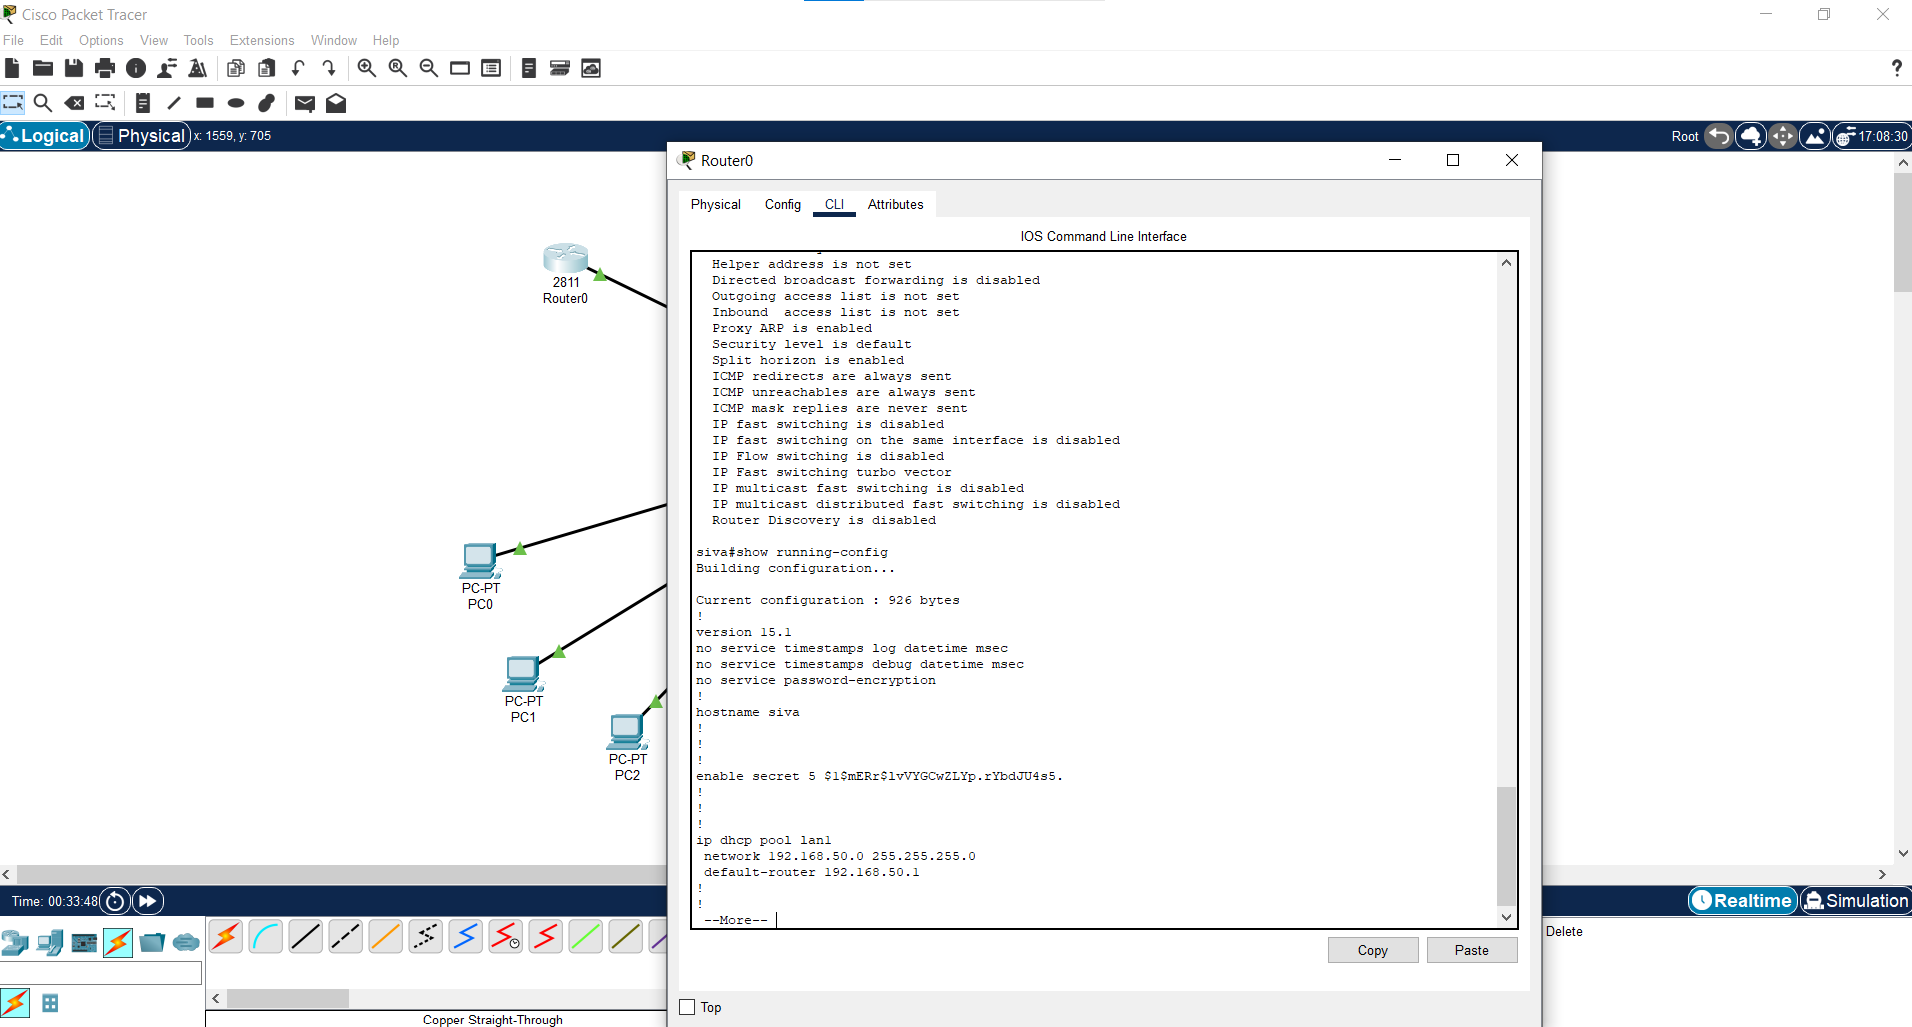 Cisco Packet Tracer
File Edit Options View Tools Extensions Window Help
Logical Physical x: 1559, y: 705
Root 17:08:30
2811
Router0
PC-PT
PC0
PC-PT
PC1
PC-PT
PC2
Router0
Physical Config CLI Attributes
IOS Command Line Interface
Helper address is not set
Directed broadcast forwarding is disabled
Outgoing access list is not set
Inbound  access list is not set
Proxy ARP is enabled
Security level is default
Split horizon is enabled
ICMP redirects are always sent
ICMP unreachables are always sent
ICMP mask replies are never sent
IP fast switching is disabled
IP fast switching on the same interface is disabled
IP Flow switching is disabled
IP Fast switching turbo vector
IP multicast fast switching is disabled
IP multicast distributed fast switching is disabled
Router Discovery is disabled
siva#show running-config
Building configuration...
Current configuration : 926 bytes
!
version 15.1
no service timestamps log datetime msec
no service timestamps debug datetime msec
no service password-encryption
!
hostname siva
!
!
!
enable secret 5 $1$mERr$lvVYGCwZLYp.rYbdJU4s5.
!
!
!
ip dhcp pool lan1
network 192.168.50.0 255.255.255.0
default-router 192.168.50.1
!
!
--More--
Copy Paste
Top
Time: 00:33:48
Realtime Simulation
Delete
Copper Straight-Through